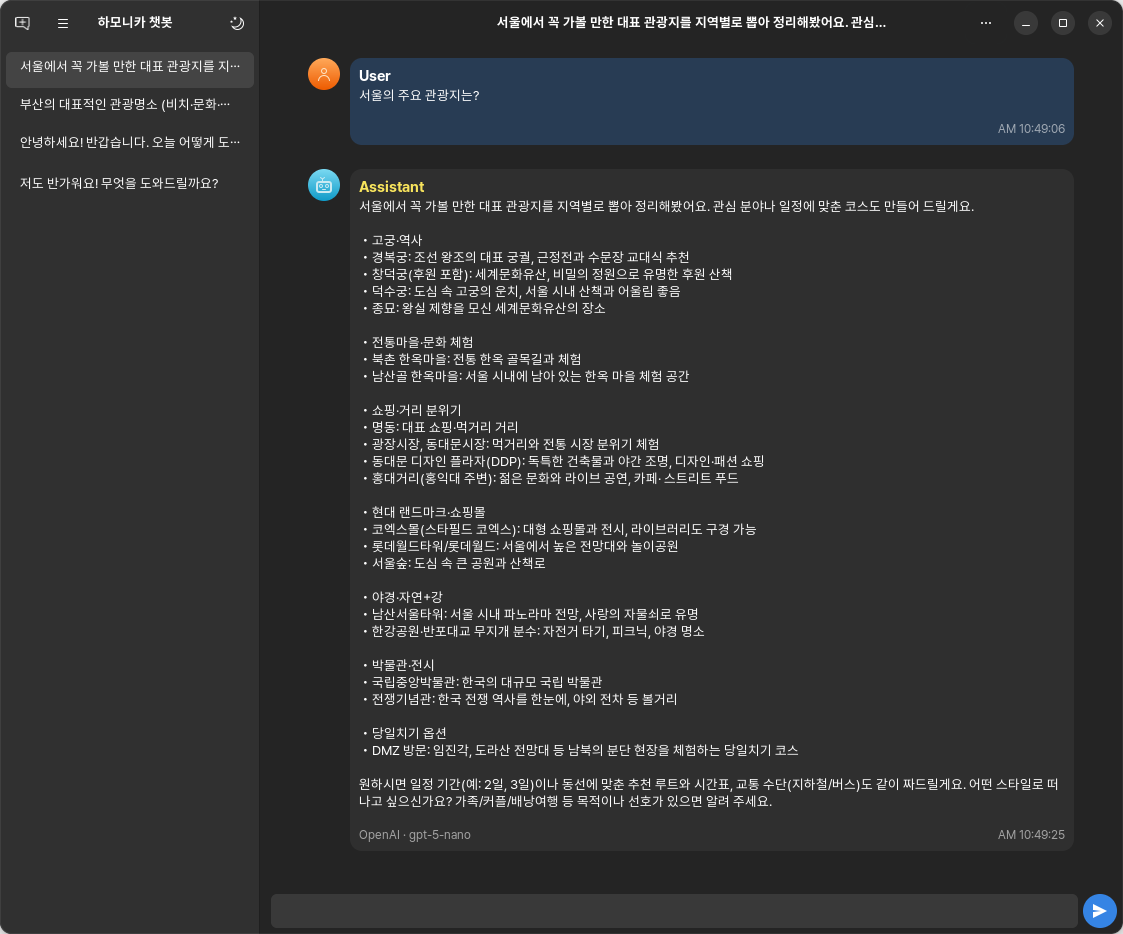 하모니카 챗봇
서울에서 꼭 가볼 만한 대표 관광지를 지역별로 뽑아 정리해봤어요. 관심...
서울에서 꼭 가볼 만한 대표 관광지를 지···
부산의 대표적인 관광명소 (비치·문화····
안녕하세요! 반갑습니다. 오늘 어떻게 도···
저도 반가워요! 무엇을 도와드릴까요?
User
서울의 주요 관광지는?
AM 10:49:06
Assistant
서울에서 꼭 가볼 만한 대표 관광지를 지역별로 뽑아 정리해봤어요. 관심 분야나 일정에 맞춘 코스도 만들어 드릴게요.
• 고궁·역사
• 경복궁: 조선 왕조의 대표 궁궐, 근정전과 수문장 교대식 추천
• 창덕궁(후원 포함): 세계문화유산, 비밀의 정원으로 유명한 후원 산책
• 덕수궁: 도심 속 고궁의 운치, 서울 시내 산책과 어울림 좋음
• 종묘: 왕실 제향을 모신 세계문화유산의 장소
• 전통마을·문화 체험
• 북촌 한옥마을: 전통 한옥 골목길과 체험
• 남산골 한옥마을: 서울 시내에 남아 있는 한옥 마을 체험 공간
• 쇼핑·거리 분위기
• 명동: 대표 쇼핑·먹거리 거리
• 광장시장, 동대문시장: 먹거리와 전통 시장 분위기 체험
• 동대문 디자인 플라자(DDP): 독특한 건축물과 야간 조명, 디자인·패션 쇼핑
• 홍대거리(홍익대 주변): 젊은 문화와 라이브 공연, 카페· 스트리트 푸드
• 현대 랜드마크·쇼핑몰
• 코엑스몰(스타필드 코엑스): 대형 쇼핑몰과 전시, 라이브러리도 구경 가능
• 롯데월드타워/롯데월드: 서울에서 높은 전망대와 놀이공원
• 서울숲: 도심 속 큰 공원과 산책로
• 야경·자연+강
• 남산서울타워: 서울 시내 파노라마 전망, 사랑의 자물쇠로 유명
• 한강공원·반포대교 무지개 분수: 자전거 타기, 피크닉, 야경 명소
• 박물관·전시
• 국립중앙박물관: 한국의 대규모 국립 박물관
• 전쟁기념관: 한국 전쟁 역사를 한눈에, 야외 전차 등 볼거리
• 당일치기 옵션
• DMZ 방문: 임진각, 도라산 전망대 등 남북의 분단 현장을 체험하는 당일치기 코스
원하시면 일정 기간(예: 2일, 3일)이나 동선에 맞춘 추천 루트와 시간표, 교통 수단(지하철/버스)도 같이 짜드릴게요. 어떤 스타일로 떠
나고 싶으신가요? 가족/커플/배낭여행 등 목적이나 선호가 있으면 알려 주세요.
OpenAI · gpt-5-nano
AM 10:49:25